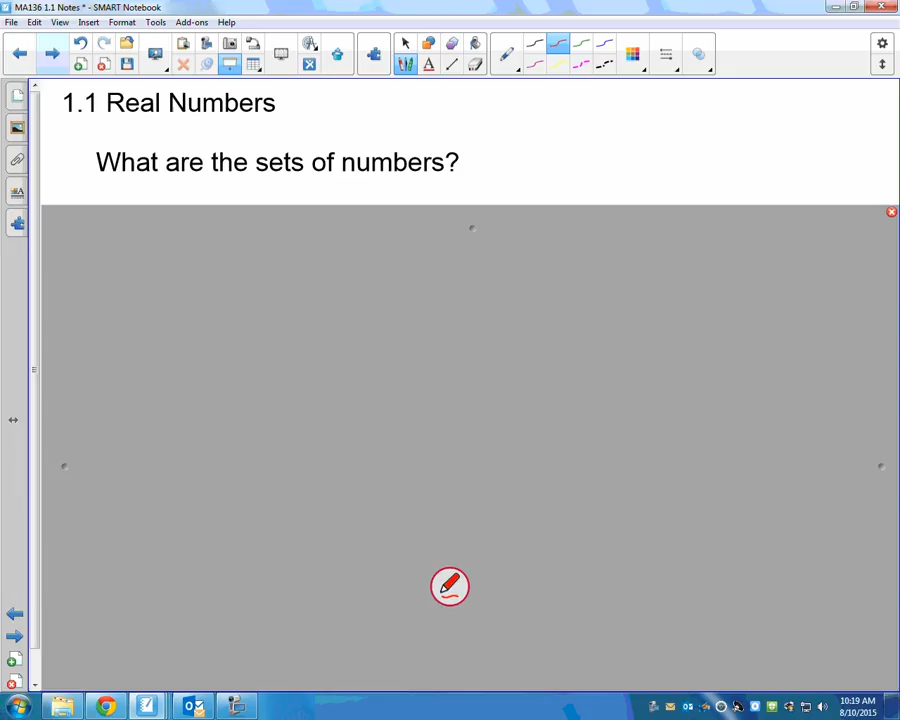 MA136 1.1 Notes * - SMART Notebook
File Edit View Insert Format Tools Add-ons Help
1.1 Real Numbers
What are the sets of numbers?
10:19 AM
8/10/2015